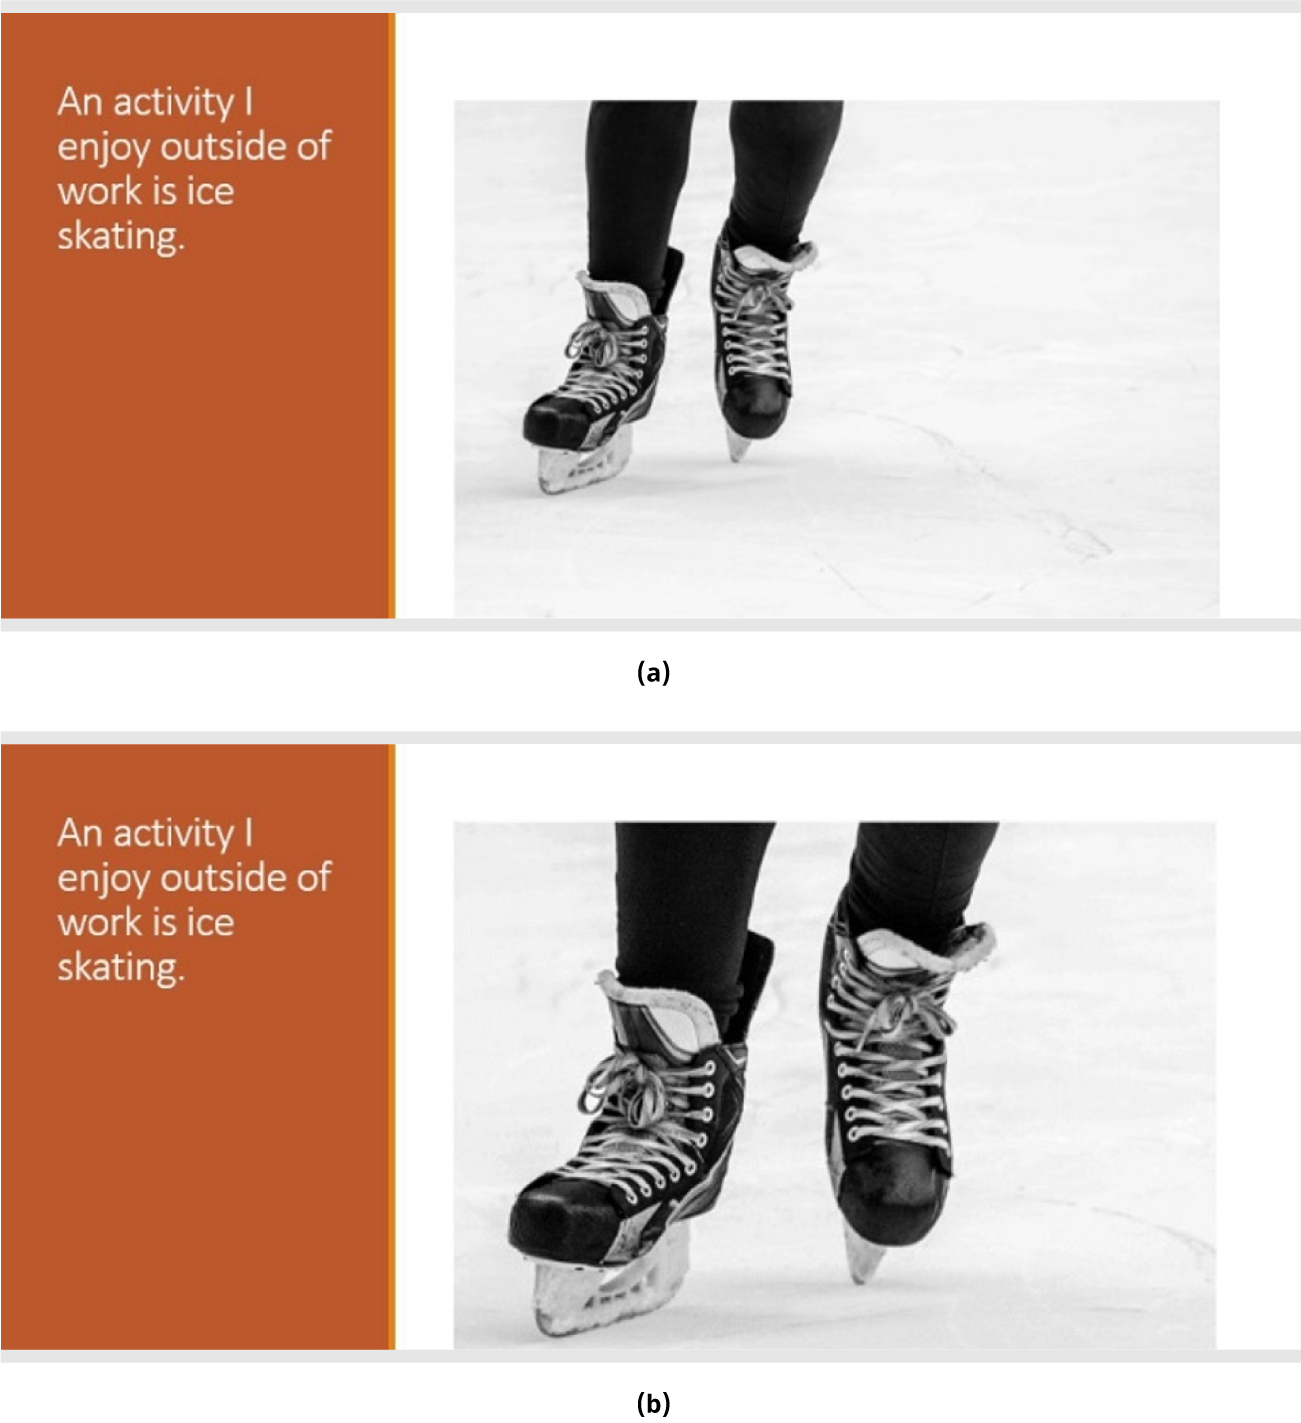 An activity I
enjoy outside of
work is ice
skating.
(a)
An activity I
enjoy outside of
work is ice
skating.
(b)